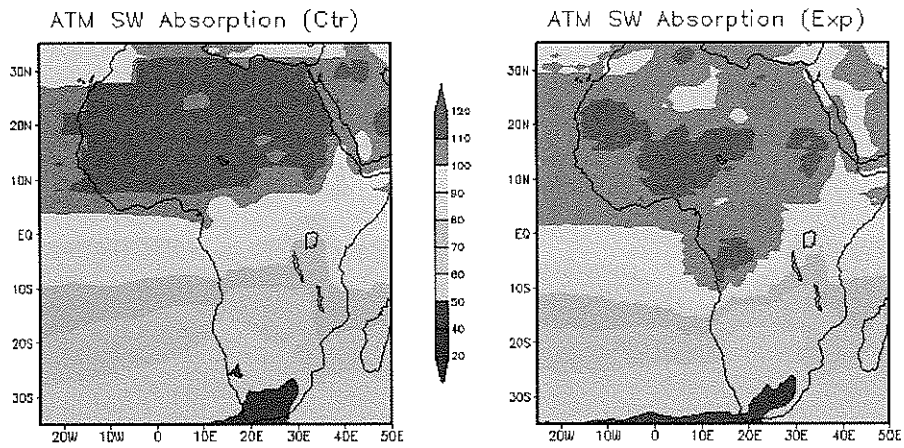 ATM SW Absorption (Ctr)
ATM SW Absorption (Exp)
30N
20N
10N
EQ
10S
20S
30S
20W 10W 0 10E 20E 30E 40E 50E
120
110
100
90
80
70
60
50
40
20
30N
20N
10N
EQ
10S
20S
30S
20W 10W 0 10E 20E 30E 40E 50E